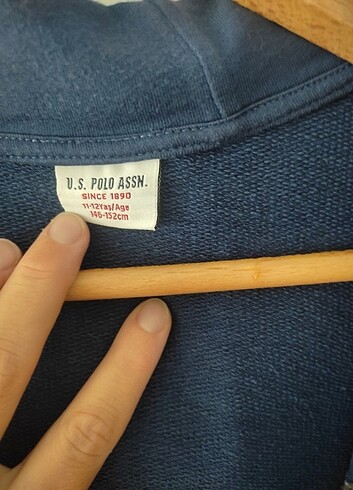 U.S. POLO ASSN.
SINCE 1890
11-12Yaş/Age
146-152cm